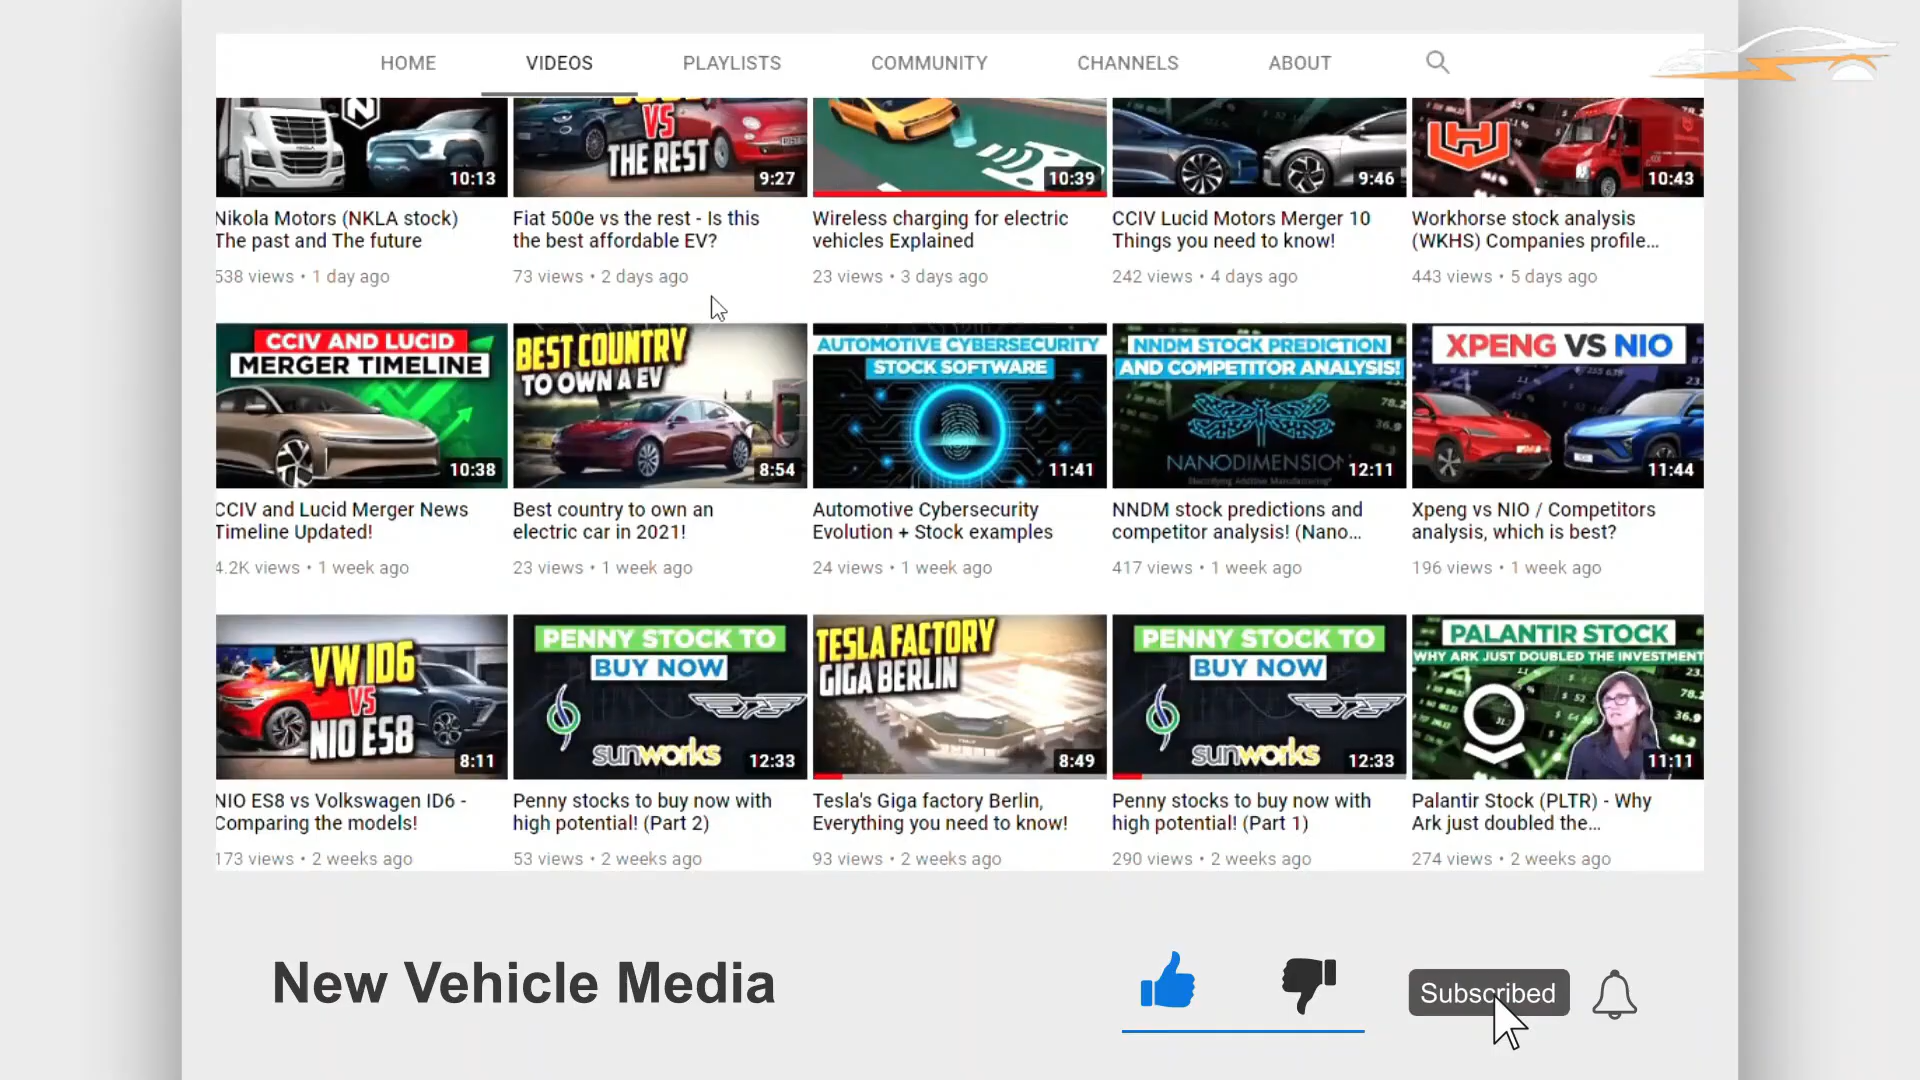 HOME VIDEOS PLAYLISTS COMMUNITY CHANNELS ABOUT
10:13
VS
THE REST
9:27
10:39
9:46
10:43
Nikola Motors (NKLA stock)
The past and The future
538 views • 1 day ago
Fiat 500e vs the rest - Is this
the best affordable EV?
73 views • 2 days ago
Wireless charging for electric
vehicles Explained
23 views • 3 days ago
CCIV Lucid Motors Merger 10
Things you need to know!
242 views • 4 days ago
Workhorse stock analysis
(WKHS) Companies profile...
443 views • 5 days ago
CCIV AND LUCID
MERGER TIMELINE
10:38
BEST COUNTRY
TO OWN A EV
8:54
AUTOMOTIVE CYBERSECURITY
STOCK SOFTWARE
11:41
NNDM STOCK PREDICTION
AND COMPETITOR ANALYSIS!
NANODIMENSION
Electrifying Additive Manufacturing
12:11
XPENG VS NIO
11:44
CCIV and Lucid Merger News
Timeline Updated!
4.2K views • 1 week ago
Best country to own an
electric car in 2021!
23 views • 1 week ago
Automotive Cybersecurity
Evolution + Stock examples
24 views • 1 week ago
NNDM stock predictions and
competitor analysis! (Nano...
417 views • 1 week ago
Xpeng vs NIO / Competitors
analysis, which is best?
196 views • 1 week ago
VW ID6
VS
NIO ES8
8:11
PENNY STOCK TO
BUY NOW
sunworks
12:33
TESLA FACTORY
GIGA BERLIN
8:49
PENNY STOCK TO
BUY NOW
sunworks
12:33
PALANTIR STOCK
WHY ARK JUST DOUBLED THE INVESTMENT
11:11
NIO ES8 vs Volkswagen ID6 -
Comparing the models!
173 views • 2 weeks ago
Penny stocks to buy now with
high potential! (Part 2)
53 views • 2 weeks ago
Tesla's Giga factory Berlin,
Everything you need to know!
93 views • 2 weeks ago
Penny stocks to buy now with
high potential! (Part 1)
290 views • 2 weeks ago
Palantir Stock (PLTR) - Why
Ark just doubled the...
274 views • 2 weeks ago
New Vehicle Media
Subscribed